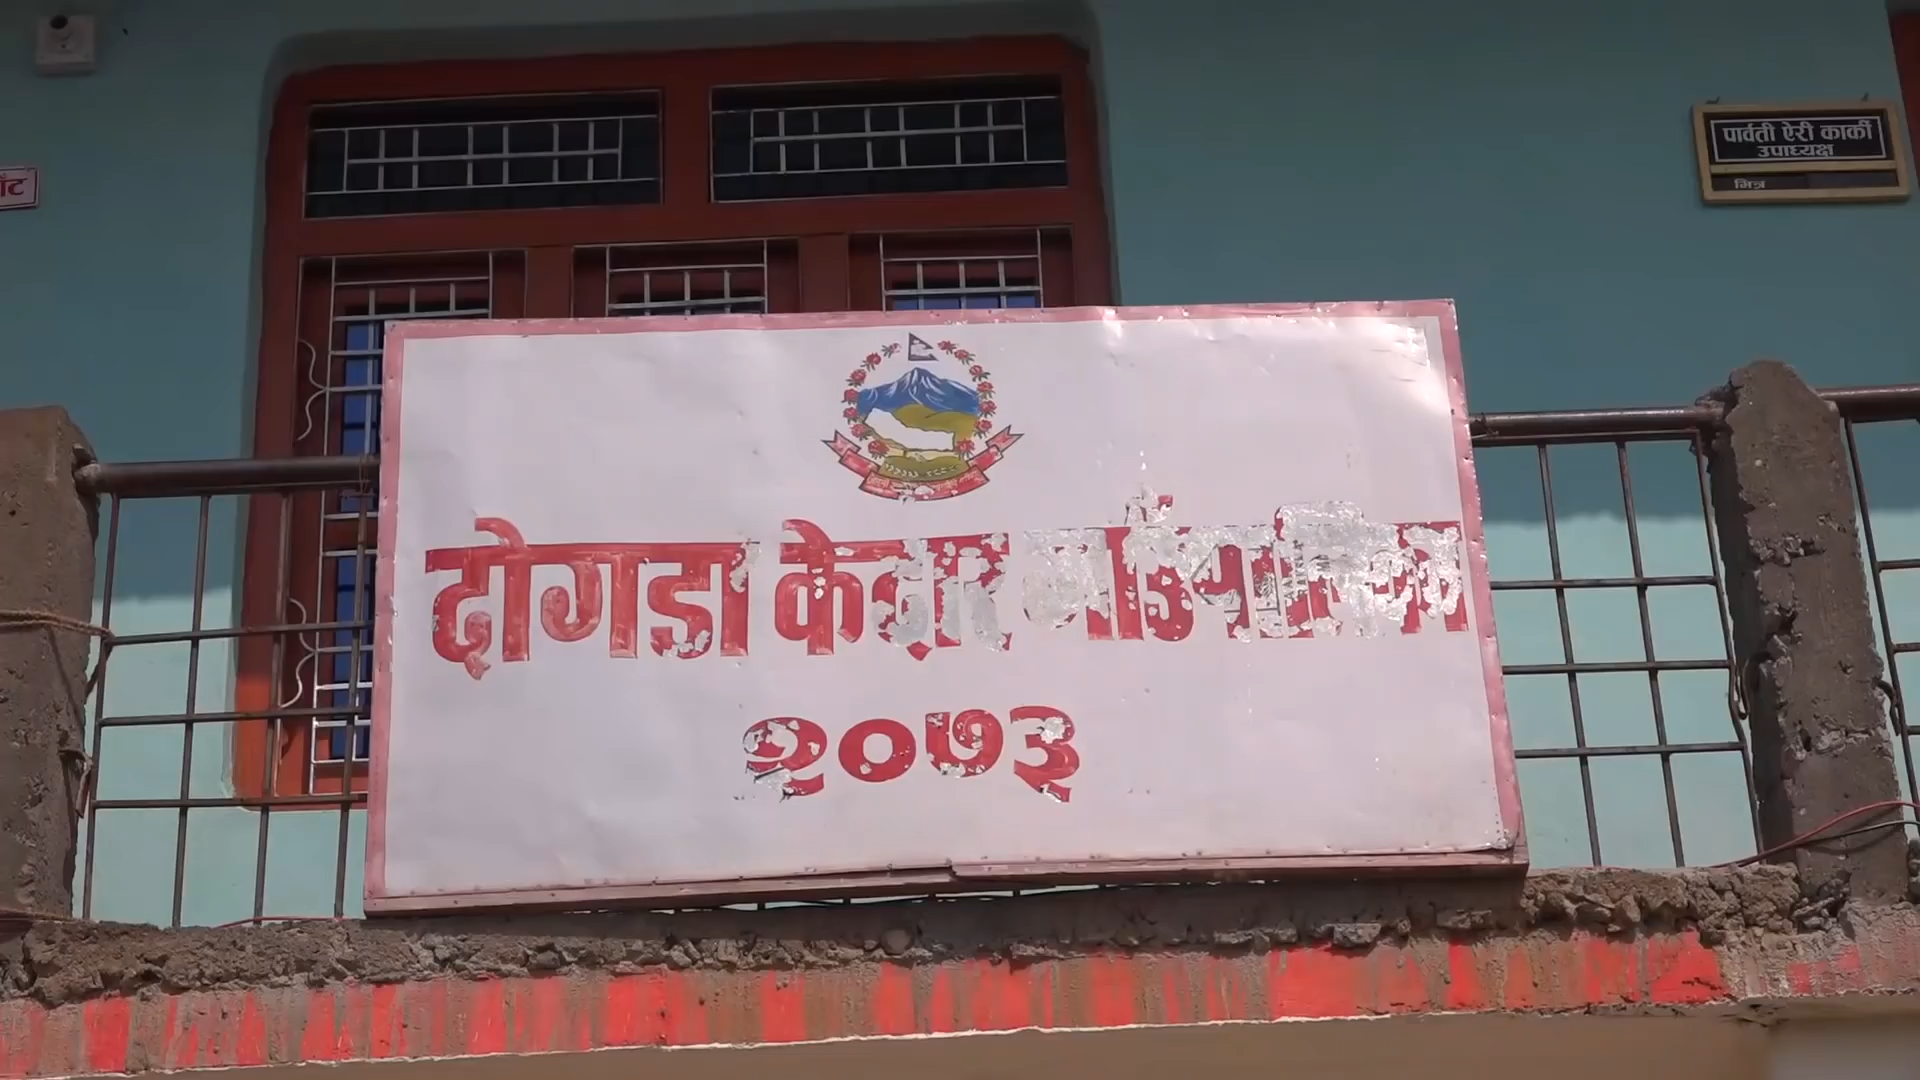 पार्वती ऐरी कार्की
उपाध्यक्ष
भित्र
दोगडा केदार गाउँपालिका
२०७३